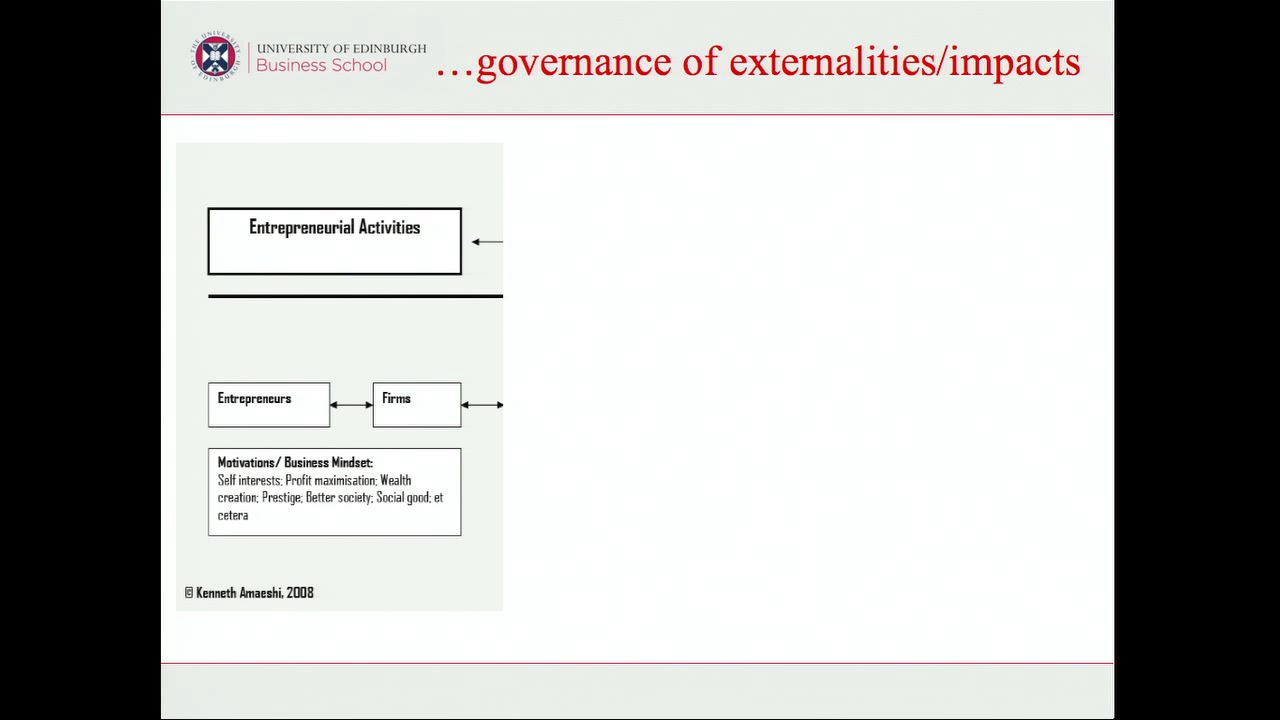 THE UNIVERSITY OF EDINBURGH
UNIVERSITY OF EDINBURGH
Business School
…governance of externalities/impacts
Entrepreneurial Activities
Entrepreneurs
Firms
Motivations/ Business Mindset:
Self interests; Profit maximisation; Wealth
creation; Prestige; Better society; Social good; et
cetera
© Kenneth Amaeshi, 2008